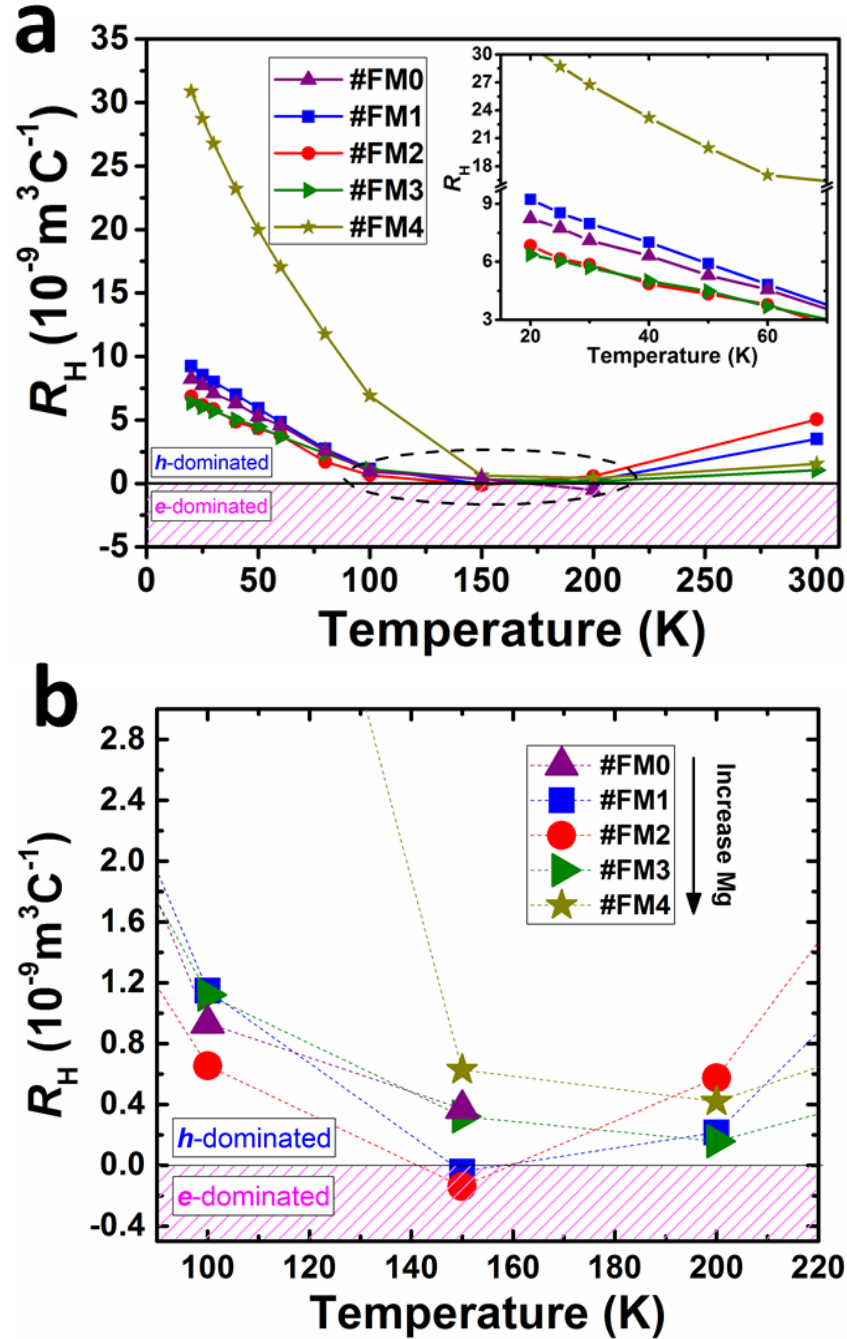 a
35
30
25
20
15
10
5
0
-5
R_H (10^-9 m^3 C^-1)
#FM0
#FM1
#FM2
#FM3
#FM4
30
27
24
21
18
9
6
3
R_H
20 40 60
Temperature (K)
h-dominated
e-dominated
0 50 100 150 200 250 300
Temperature (K)
b
2.8
2.4
2.0
1.6
1.2
0.8
0.4
0.0
-0.4
R_H (10^-9 m^3 C^-1)
#FM0
#FM1
#FM2
#FM3
#FM4
Increase Mg
h-dominated
e-dominated
100 120 140 160 180 200 220
Temperature (K)